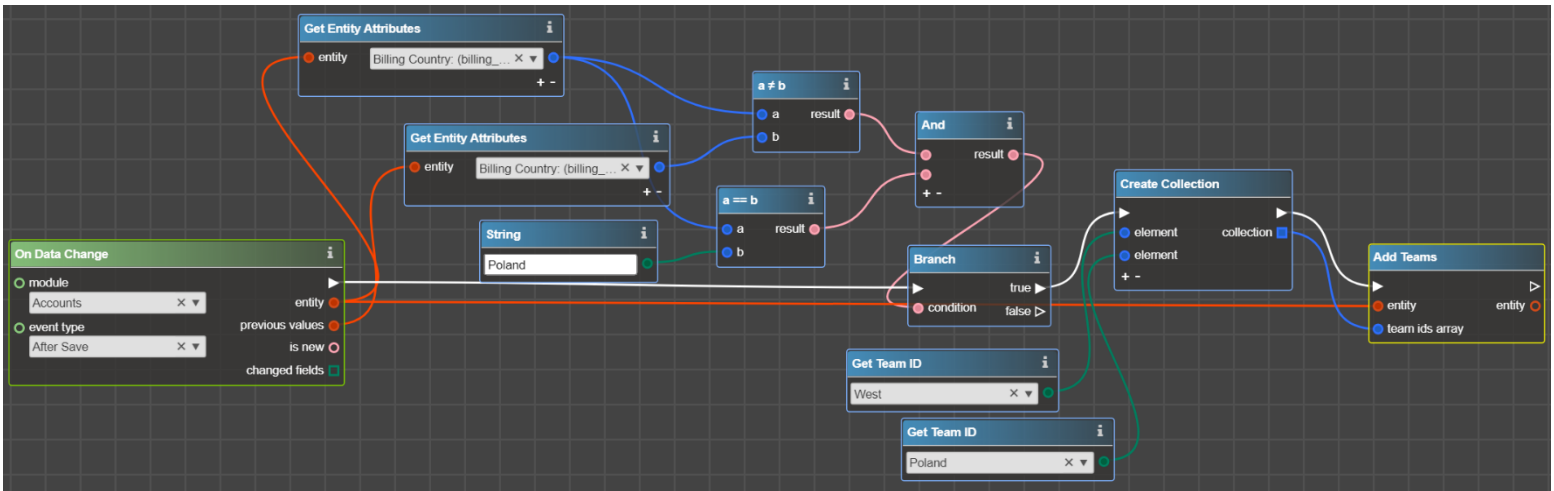 Get Entity Attributes
entity
Billing Country: (billing_...
+ -
Get Entity Attributes
entity
Billing Country: (billing_...
+ -
a ≠ b
a
result
b
And
result
+ -
a == b
a
result
b
String
Poland
On Data Change
module
Accounts
entity
event type
previous values
After Save
is new
changed fields
Branch
true
condition
false
Create Collection
element
collection
element
+ -
Add Teams
entity
entity
team ids array
Get Team ID
West
Get Team ID
Poland